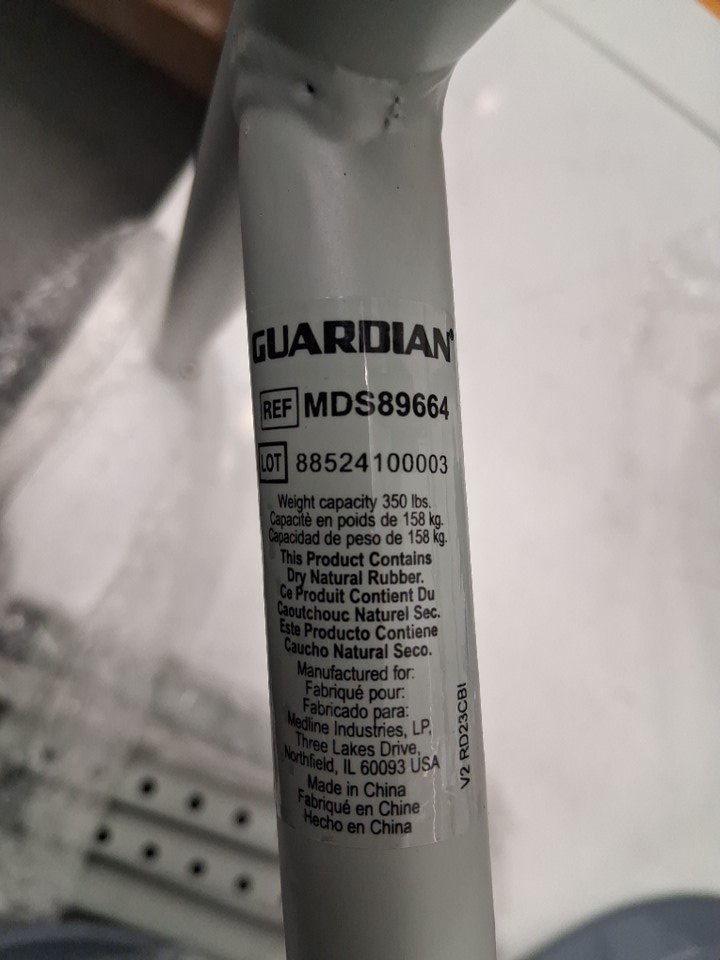 GUARDIAN®
REF MDS89664
LOT 88524100003
Weight capacity 350 lbs.
Capacité en poids de 158 kg.
Capacidad de peso de 158 kg.
This Product Contains
Dry Natural Rubber.
Ce Produit Contient Du
Caoutchouc Naturel Sec.
Este Producto Contiene
Caucho Natural Seco.
Manufactured for:
Fabriqué pour:
Fabricado para:
Medline Industries, LP,
Three Lakes Drive,
Northfield, IL 60093 USA
Made in China
Fabriqué en Chine
Hecho en China
V2 RD23CBI